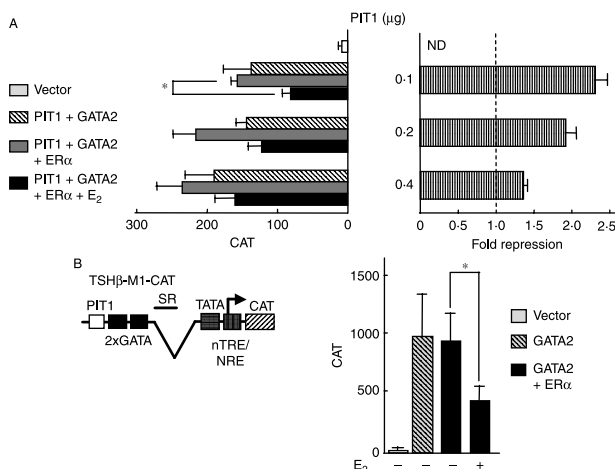 A
PIT1 (μg)
Vector
PIT1 + GATA2
PIT1 + GATA2
+ ERα
PIT1 + GATA2
+ ERα + E₂
*
ND
0·1
0·2
0·4
300 200 100 0
CAT
0 0·5 1·0 1·5 2·0 2·5
Fold repression
B
TSHβ-M1-CAT
SR
PIT1
TATA
CAT
2xGATA
nTRE/
NRE
CAT
1500
1000
500
0
*
E₂ – – – +
Vector
GATA2
GATA2
+ ERα